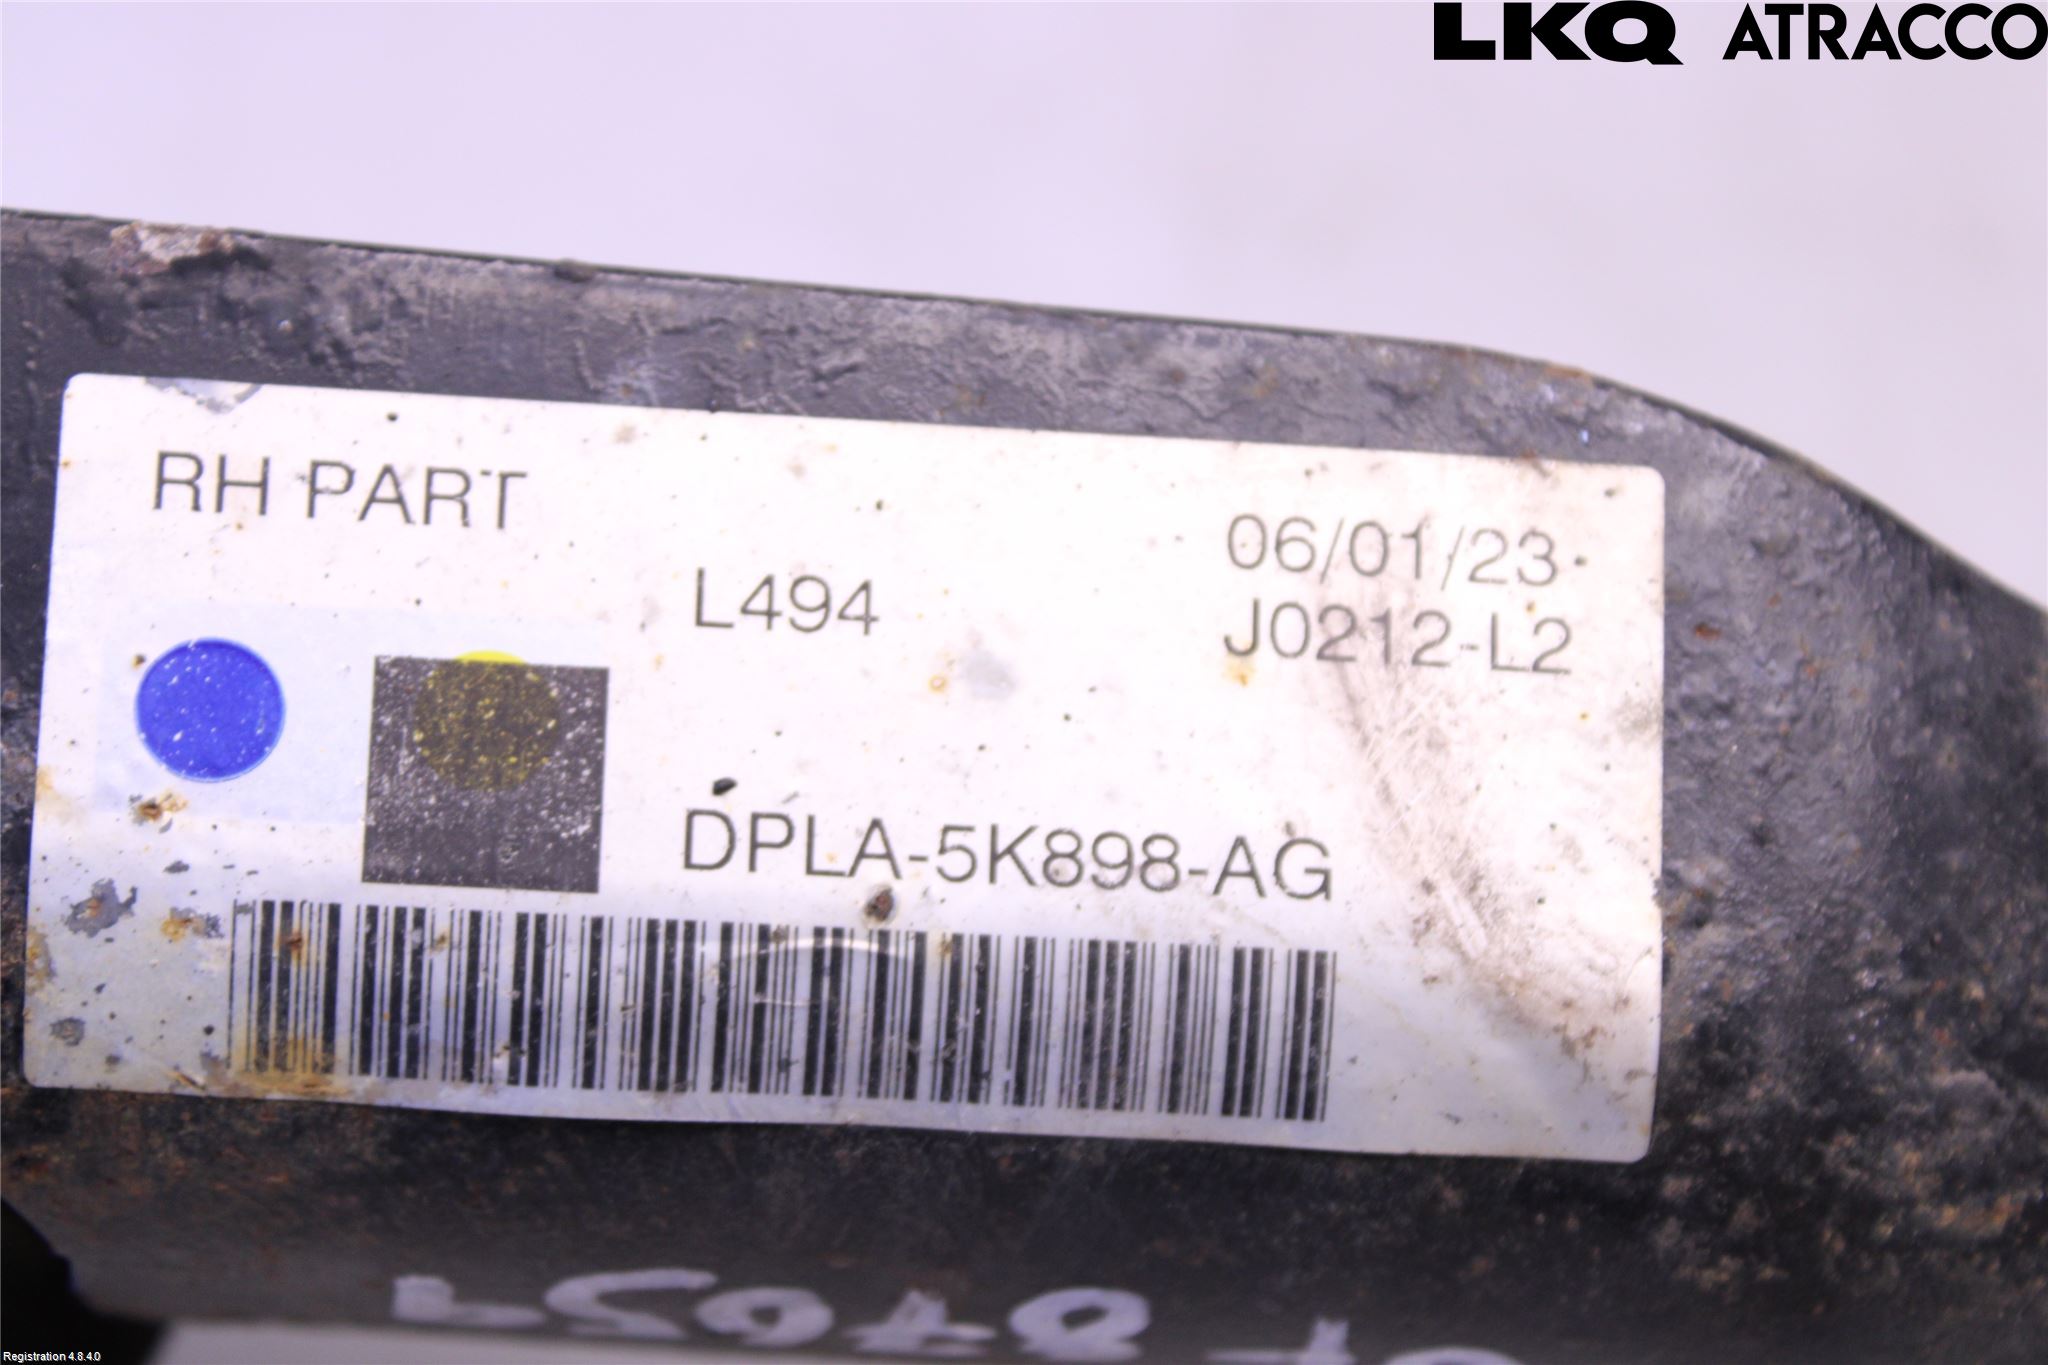 LKQ ATRACCO
RH PART
06/01/23
L494
J0212-L2
DPLA-5K898-AG
Registration 4.8.4.0